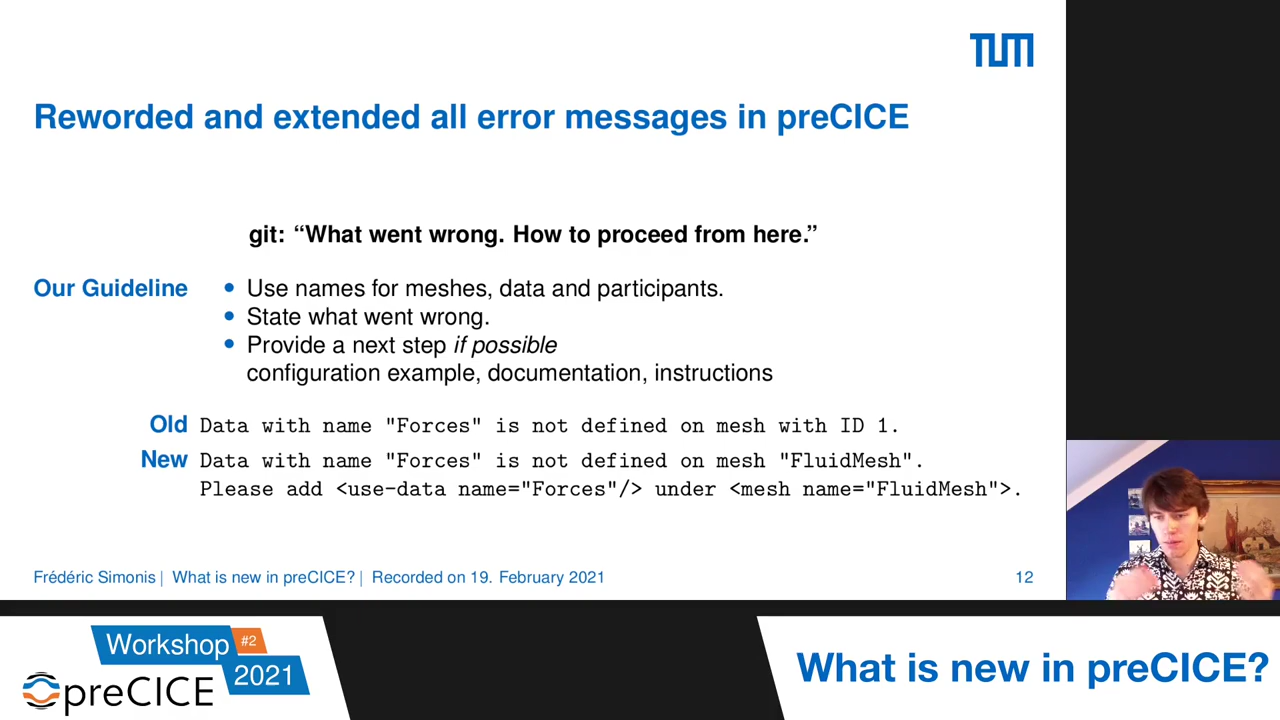 TUM
Reworded and extended all error messages in preCICE
git: “What went wrong. How to proceed from here.”
Our Guideline
• Use names for meshes, data and participants.
• State what went wrong.
• Provide a next step if possible
configuration example, documentation, instructions
Old Data with name "Forces" is not defined on mesh with ID 1.
New Data with name "Forces" is not defined on mesh "FluidMesh".
Please add <use-data name="Forces"/> under <mesh name="FluidMesh">.
Frédéric Simonis | What is new in preCICE? | Recorded on 19. February 2021
12
Workshop #2
2021
preCICE
What is new in preCICE?